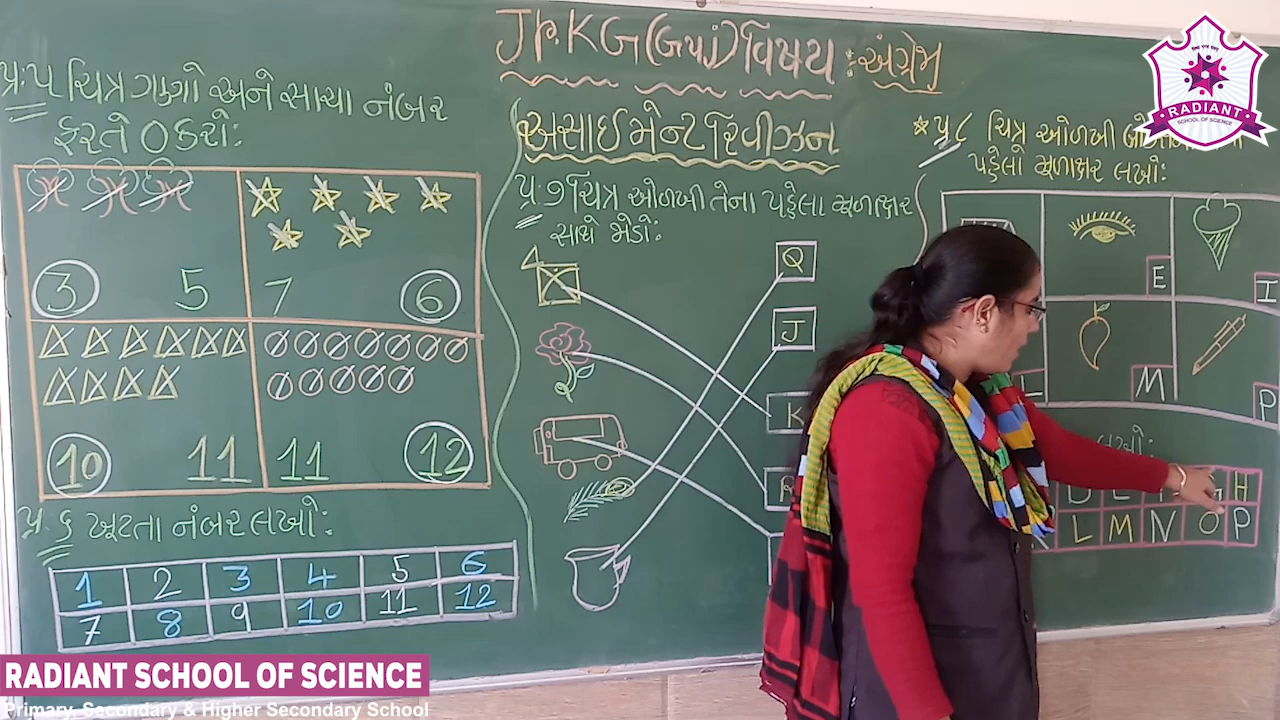 JR.KG (ગુજ) વિષય : અંગ્રેજી
અસાઈમેન્ટ રિવીઝન
પ્ર.૫ ચિત્ર ગણો અને સાચા નંબર
ફરતે O કરો:
3 5 7 6
10 11 11 12
પ્ર.૬ ખૂટતા નંબર લખો:
1 2 3 4 5 6
7 8 9 10 11 12
પ્ર.૭ ચિત્ર ઓળખી તેના પહેલા મૂળાક્ષર
સાથે જોડો:
Q
J
K
R
ચિત્ર ઓળખી
પહેલો મૂળાક્ષર લખો:
E I
M P
લખો:
G H
L M N O P
RADIANT
SCHOOL OF SCIENCE
RADIANT SCHOOL OF SCIENCE
Primary, Secondary & Higher Secondary School